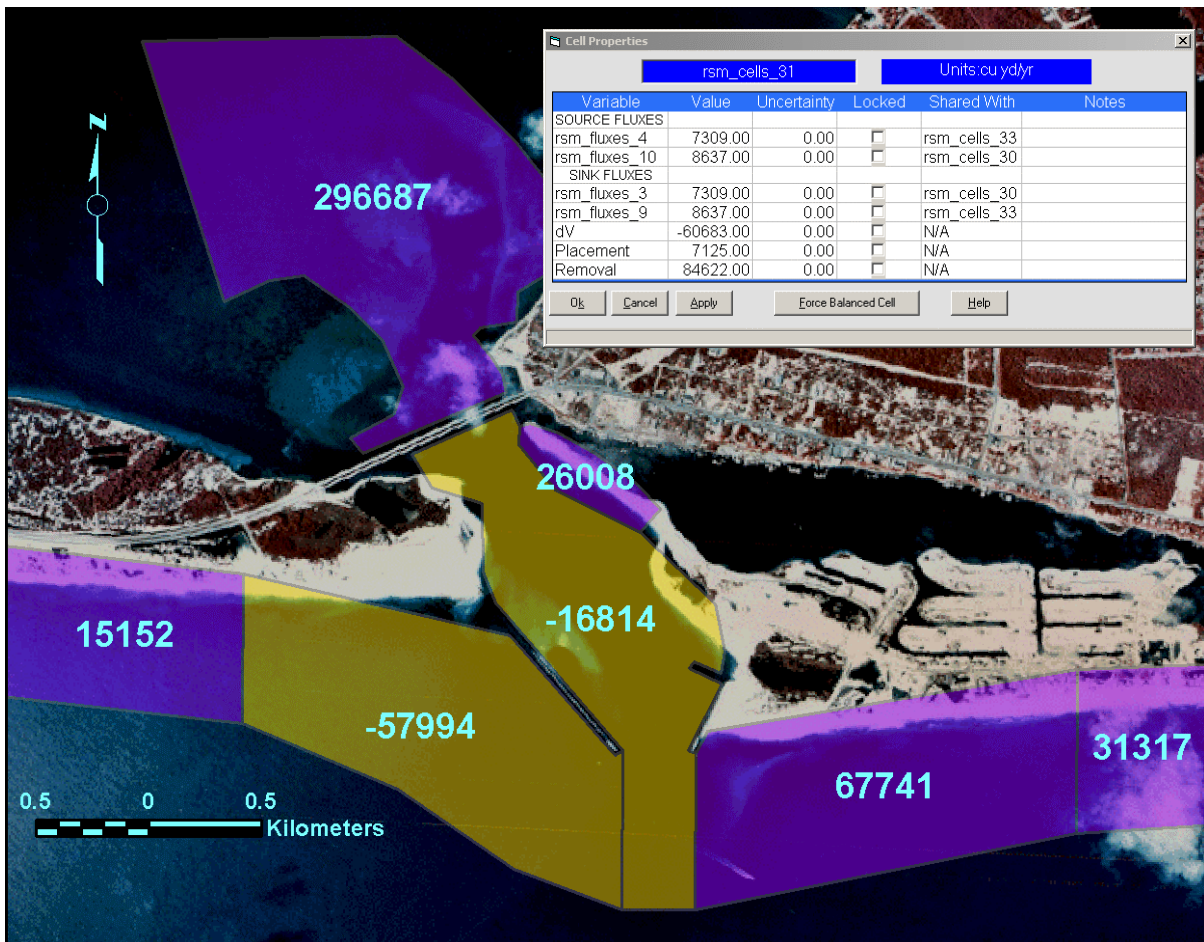 Cell Properties
rsm_cells_31 Units:cu yd/yr
Variable Value Uncertainty Locked Shared With Notes
SOURCE FLUXES
rsm_fluxes_4 7309.00 0.00 rsm_cells_33
rsm_fluxes_10 8637.00 0.00 rsm_cells_30
SINK FLUXES
rsm_fluxes_3 7309.00 0.00 rsm_cells_30
rsm_fluxes_9 8637.00 0.00 rsm_cells_33
dV -60683.00 0.00 N/A
Placement 7125.00 0.00 N/A
Removal 84622.00 0.00 N/A
Ok Cancel Apply Force Balanced Cell Help
N
296687
26008
-16814
15152
-57994
31317
67741
0.5 0 0.5
Kilometers